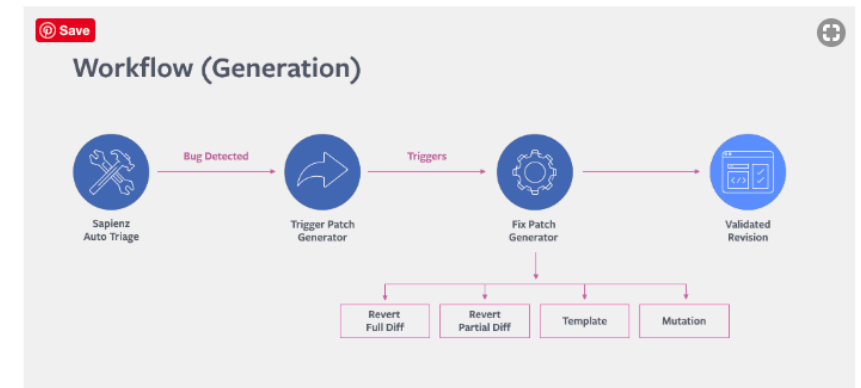 Save
Workflow (Generation)
Bug Detected
Triggers
Sapienz
Auto Triage
Trigger Patch
Generator
Fix Patch
Generator
Validated
Revision
Revert
Full Diff
Revert
Partial Diff
Template
Mutation